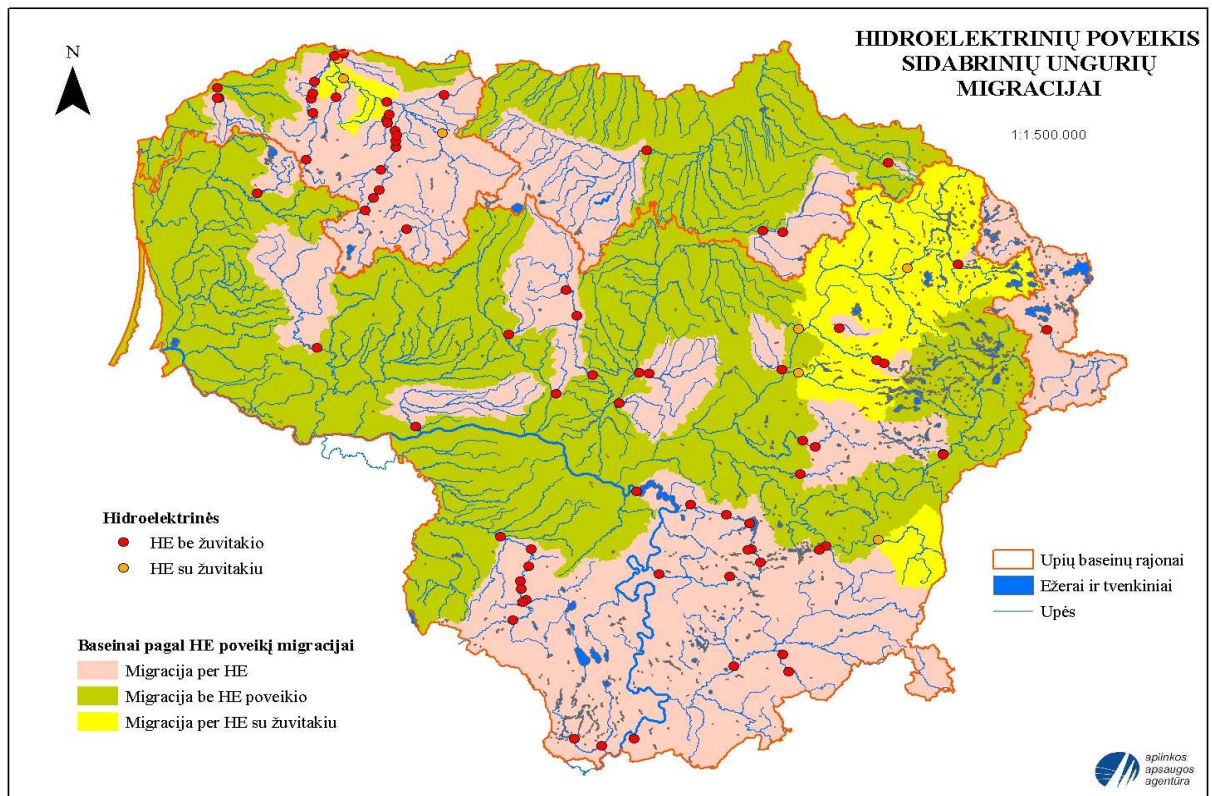 HIDROELEKTRINIŲ POVEIKIS
SIDABRINIŲ UNGURIŲ
MIGRACIJAI
N
1:1.500.000
Hidroelektrinės
HE be žuvitakio
HE su žuvitakiu
Baseinai pagal HE poveikį migracijai
Migracija per HE
Migracija be HE poveikio
Migracija per HE su žuvitakiu
Upių baseinų rajonai
Ežerai ir tvenkiniai
Upės
aplinkos
apsaugos
agentūra